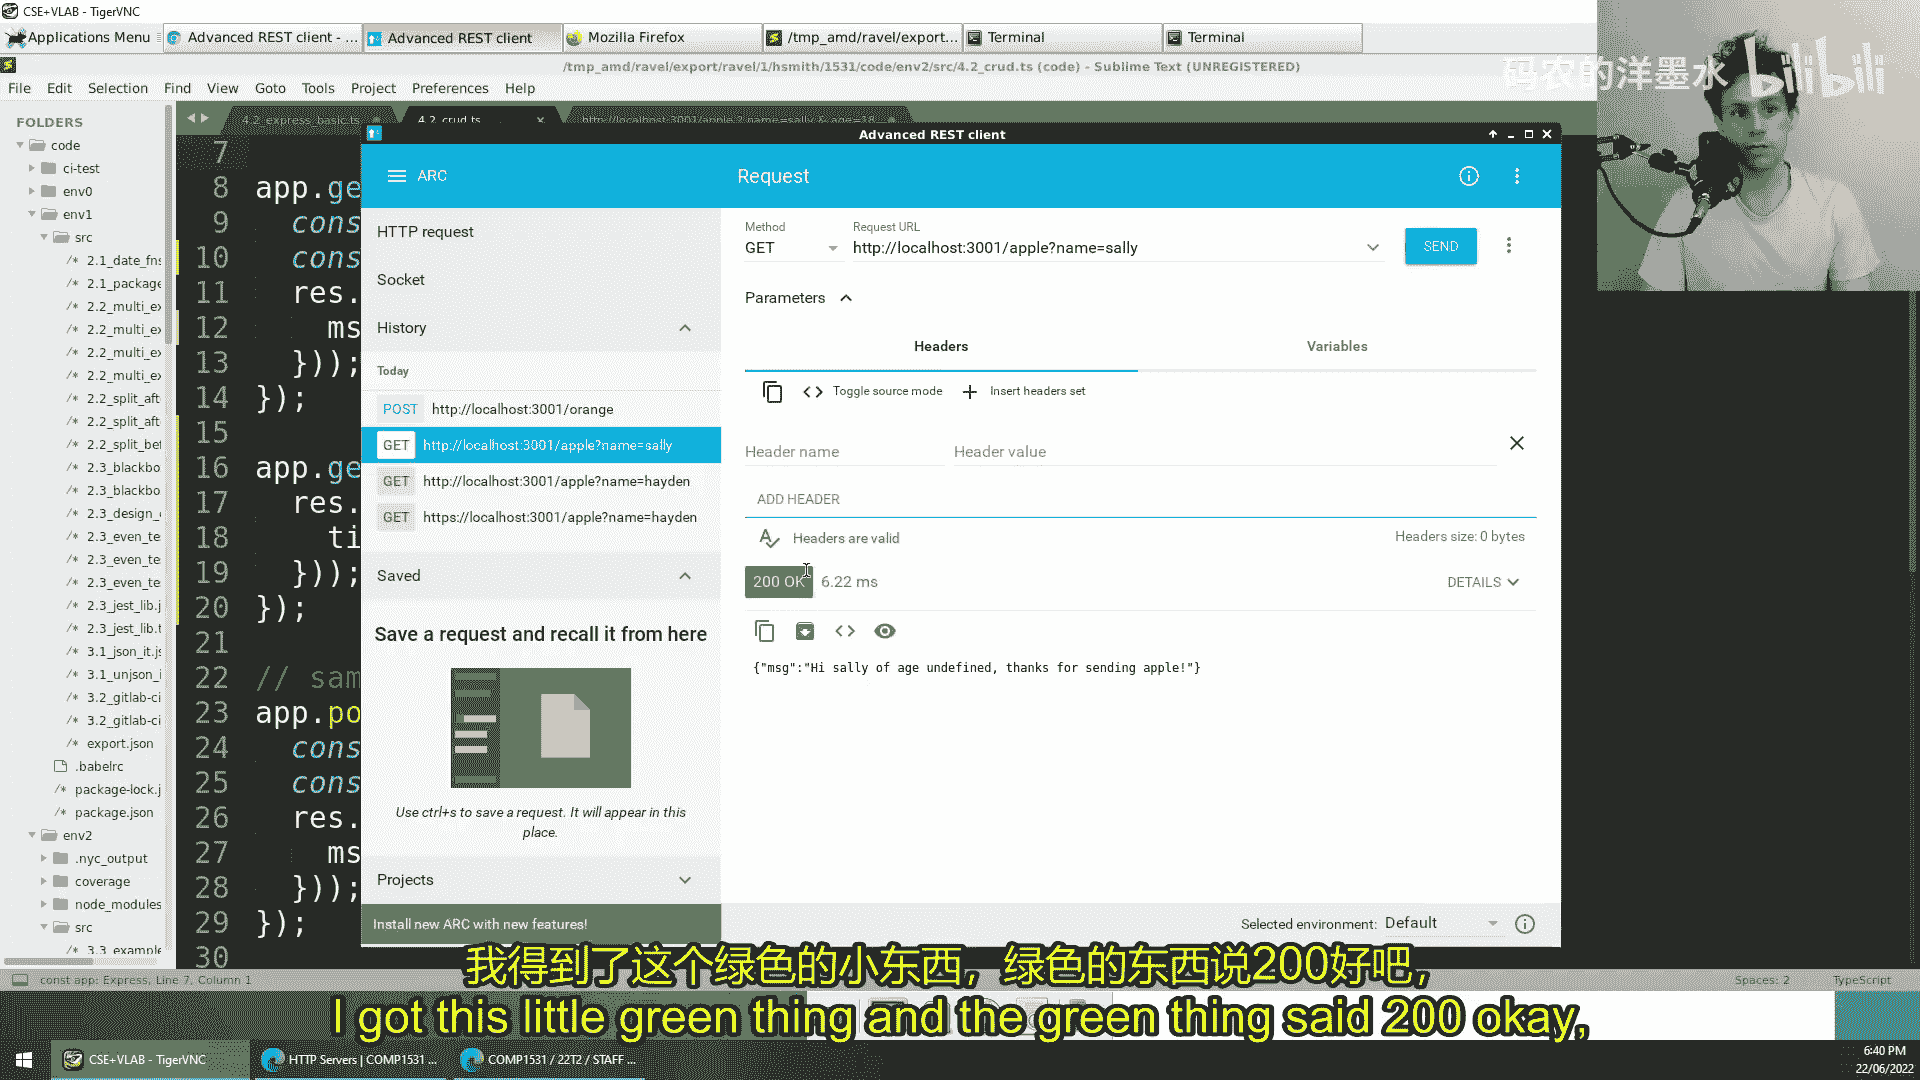 CSE+VLAB - TigerVNC
Applications Menu
Advanced REST client - ...
Advanced REST client
Mozilla Firefox
/tmp_amd/ravel/export...
Terminal
Terminal
/tmp_amd/ravel/export/ravel/1/hsmith/1531/code/env2/src/4.2_crud.ts (code) - Sublime Text (UNREGISTERED)
码农的洋墨水 bilibili
File Edit Selection Find View Goto Tools Project Preferences Help
FOLDERS
code
ci-test
env0
env1
src
2.1_date_fns
2.1_package
2.2_multi_ex
2.2_multi_ex
2.2_multi_ex
2.2_multi_ex
2.2_split_aft
2.2_split_aft
2.2_split_bef
2.3_blackbo
2.3_blackbo
2.3_design_
2.3_even_te
2.3_even_te
2.3_even_te
2.3_jest_lib.j
2.3_jest_lib.t
3.1_json_it.js
3.1_unjson_i
3.2_gitlab-ci
3.2_gitlab-ci
export.json
.babelrc
package-lock.j
package.json
env2
.nyc_output
coverage
node_modules
src
3.3_example
4.2_express_basic.ts
4.2_crud.ts
http://localhost:3001/apple ? name=sally & age=18
7
8 app.ge
9 cons
10 cons
11 res.
12 ms
13 }));
14 });
15
16 app.ge
17 res.
18 ti
19 }));
20 });
21
22 // sam
23 app.po
24 cons
25 cons
26 res.
27 ms
28 }));
29 });
30
Advanced REST client
ARC
Request
HTTP request
Socket
History
Today
POST http://localhost:3001/orange
GET http://localhost:3001/apple?name=sally
GET http://localhost:3001/apple?name=hayden
GET https://localhost:3001/apple?name=hayden
Saved
Save a request and recall it from here
Use ctrl+s to save a request. It will appear in this
place.
Projects
Install new ARC with new features!
Method
GET
Request URL
http://localhost:3001/apple?name=sally
SEND
Parameters
Headers
Variables
Toggle source mode
Insert headers set
Header name
Header value
ADD HEADER
Headers are valid
Headers size: 0 bytes
200 OK
6.22 ms
DETAILS
{"msg":"Hi sally of age undefined, thanks for sending apple!"}
Selected environment: Default
const app: Express, Line 7, Column 1
Spaces: 2
TypeScript
我得到了这个绿色的小东西，绿色的东西说200好吧，
I got this little green thing and the green thing said 200 okay,
CSE+VLAB - TigerVNC
HTTP Servers | COMP1531 ...
COMP1531 / 22T2 / STAFF ...
6:40 PM
22/06/2022